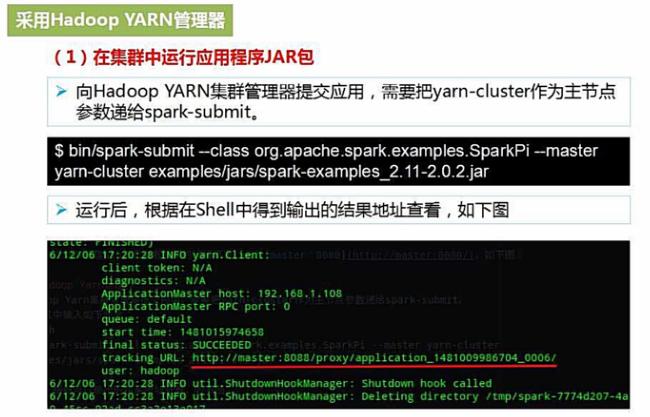 采用Hadoop YARN管理器
（1）在集群中运行应用程序JAR包
向Hadoop YARN集群管理器提交应用，需要把yarn-cluster作为主节点
参数递给spark-submit。
$ bin/spark-submit --class org.apache.spark.examples.SparkPi --master
yarn-cluster examples/jars/spark-examples_2.11-2.0.2.jar
运行后，根据在Shell中得到输出的结果地址查看，如下图
state: FINISHED)
6/12/06 17:20:28 INFO yarn.Client:
client token: N/A
diagnostics: N/A
ApplicationMaster host: 192.168.1.108
ApplicationMaster RPC port: 0
queue: default
start time: 1481015974658
final status: SUCCEEDED
tracking URL: http://master:8088/proxy/application_1481009986704_0006/
user: hadoop
6/12/06 17:20:28 INFO util.ShutdownHookManager: Shutdown hook called
6/12/06 17:20:28 INFO util.ShutdownHookManager: Deleting directory /tmp/spark-7774d207-4a